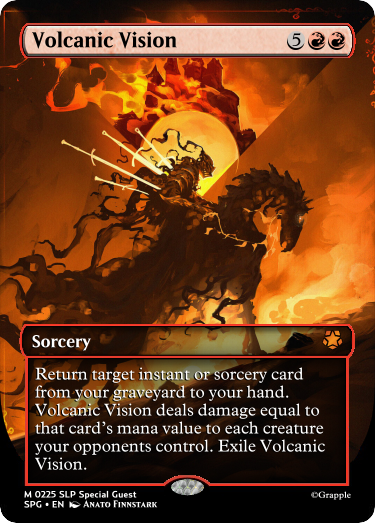 Volcanic Vision 5
Sorcery
Return target instant or sorcery card
from your graveyard to your hand.
Volcanic Vision deals damage equal to
that card's mana value to each creature
your opponents control. Exile Volcanic
Vision.
M 0225 SLP Special Guest
SPG • EN Anato Finnstark
©Grapple